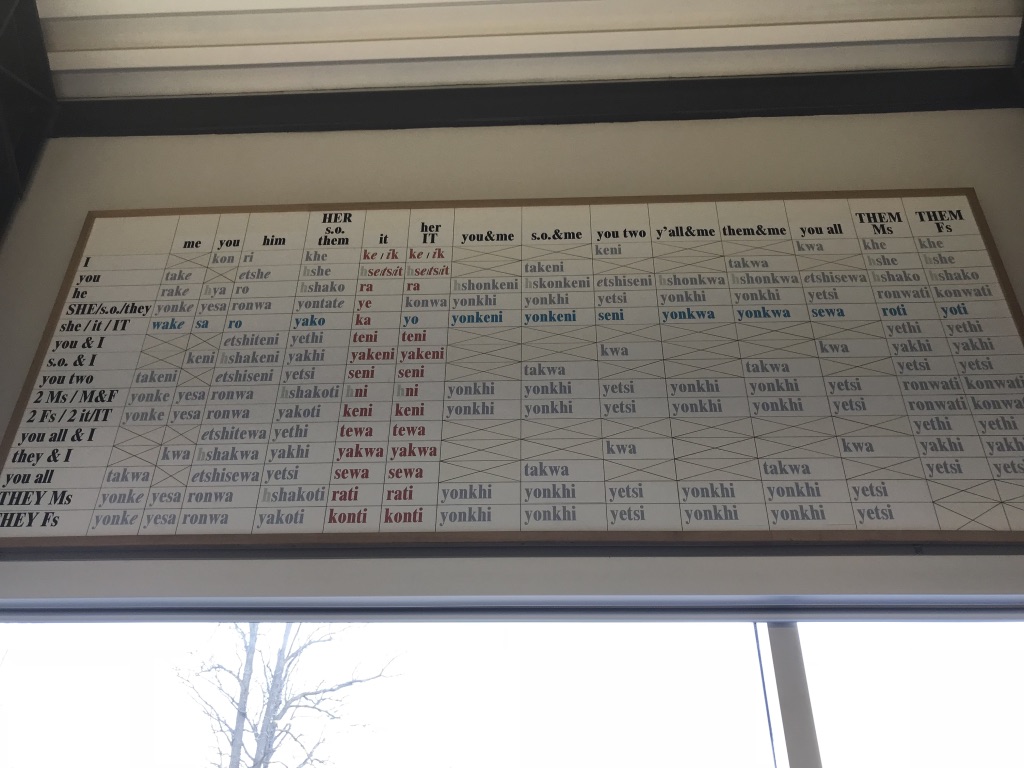 me you him HER s.o. them it her IT you&me s.o.&me you two y'all&me them&me you all THEM Ms THEM Fs
I kon ri khe ke / ik ke / ik keni kwa khe khe
you take etshe hshe hse/s/sit hse/s/sit takeni takwa hshe hshe
he rake hya ro hshako ra ra hshonkeni hskonkeni etshiseni hshonkwa hshonkwa etshisewa hshako hshako
SHE/s.o./they yonke yesa ronwa yontate ye konwa yonkhi yonkhi yetsi yonkhi yonkhi yetsi ronwati konwati
she / it / IT wake sa ro yako ka yo yonkeni yonkeni seni yonkwa yonkwa sewa roti yoti
you & I etshiteni yethi teni teni yethi yethi
s.o. & I keni hshakeni yakhi yakeni yakeni kwa kwa yakhi yakhi
you two takeni etshiseni yetsi seni seni takwa takwa yetsi yetsi
2 Ms / M&F yonke yesa ronwa hshakoti hni hni yonkhi yonkhi yetsi yonkhi yonkhi yetsi ronwati konwati
2 Fs / 2 it/IT yonke yesa ronwa yakoti keni keni yonkhi yonkhi yetsi yonkhi yonkhi yetsi ronwati konwa
you all & I etshitewa yethi tewa tewa yethi yethi
they & I kwa hshakwa yakhi yakwa yakwa kwa kwa yakhi yakh
you all takwa etshisewa yetsi sewa sewa takwa takwa yetsi yets
THEY Ms yonke yesa ronwa hshakoti rati rati yonkhi yonkhi yetsi yonkhi yonkhi yetsi
HEY Fs yonke yesa ronwa yakoti konti konti yonkhi yonkhi yetsi yonkhi yonkhi yetsi